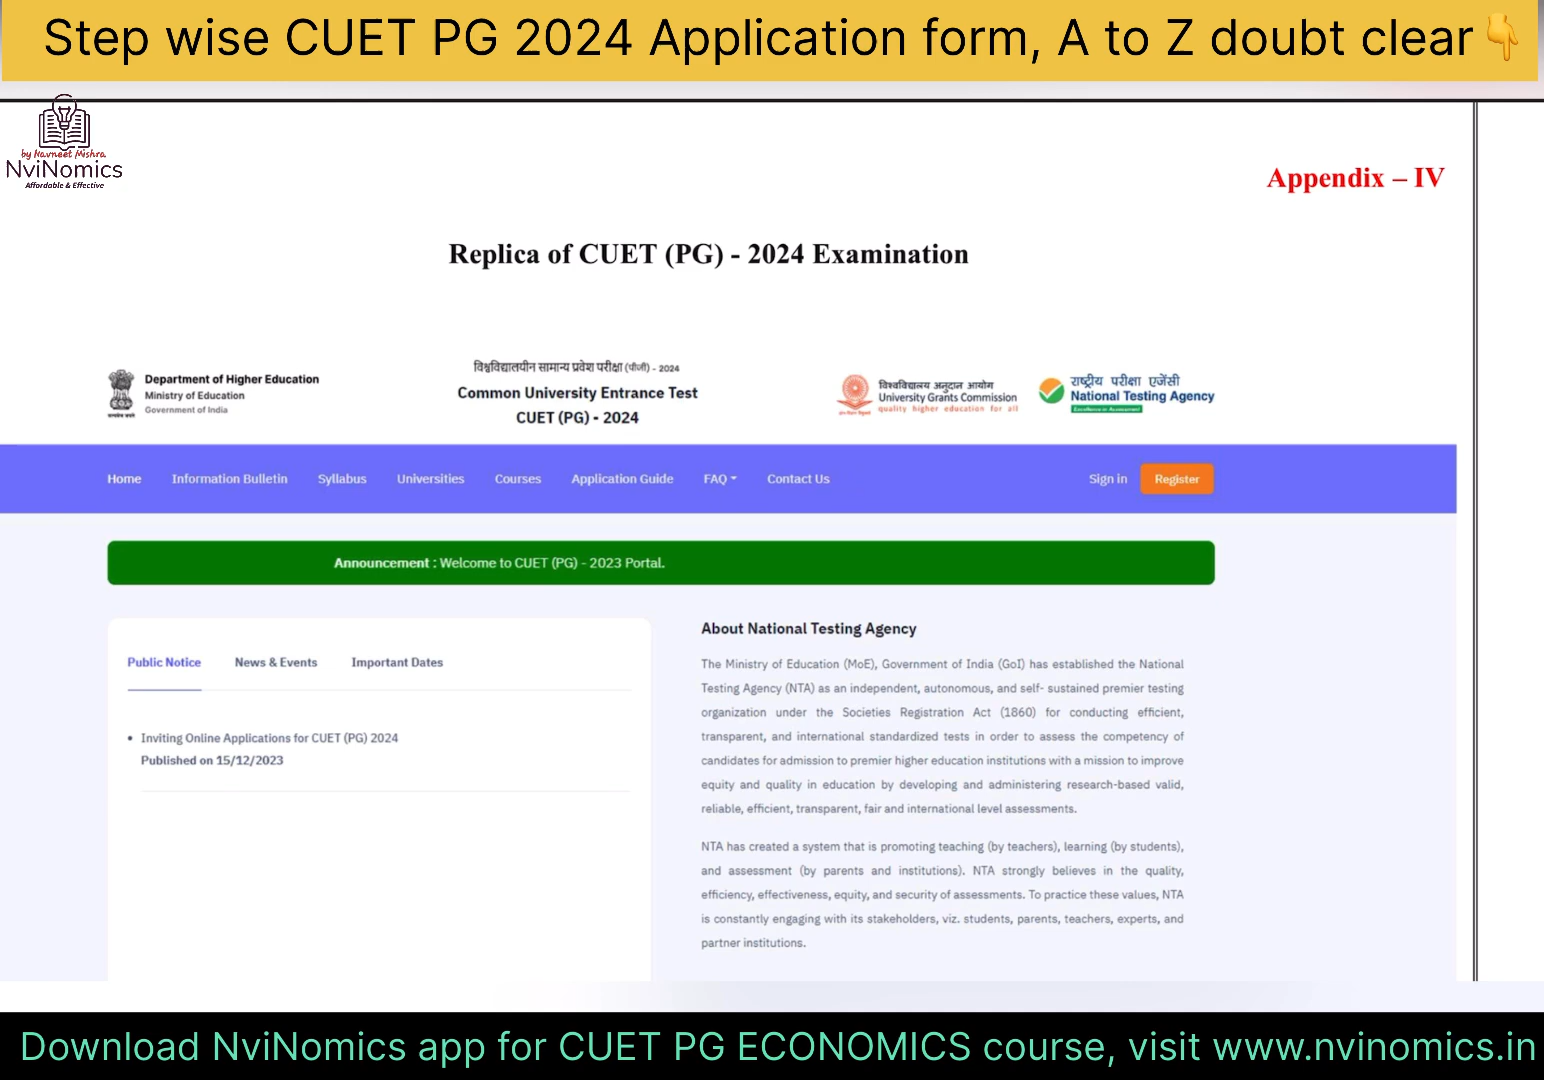 Step wise CUET PG 2024 Application form, A to Z doubt clear👇
by Navneet Mishra
NviNomics
Affordable & Effective
Appendix – IV
Replica of CUET (PG) - 2024 Examination
Department of Higher Education
Ministry of Education
Government of India
विश्वविद्यालयीन सामान्य प्रवेश परीक्षा (पीजी) - 2024
Common University Entrance Test
CUET (PG) - 2024
विश्वविद्यालय अनुदान आयोग
University Grants Commission
quality higher education for all
राष्ट्रीय परीक्षा एजेंसी
National Testing Agency
Excellence in Assessment
Home Information Bulletin Syllabus Universities Courses Application Guide FAQ Contact Us Sign in Register
Announcement : Welcome to CUET (PG) - 2023 Portal.
Public Notice News & Events Important Dates
• Inviting Online Applications for CUET (PG) 2024
Published on 15/12/2023
About National Testing Agency
The Ministry of Education (MoE), Government of India (GoI) has established the National
Testing Agency (NTA) as an independent, autonomous, and self- sustained premier testing
organization under the Societies Registration Act (1860) for conducting efficient,
transparent, and international standardized tests in order to assess the competency of
candidates for admission to premier higher education institutions with a mission to improve
equity and quality in education by developing and administering research-based valid,
reliable, efficient, transparent, fair and international level assessments.
NTA has created a system that is promoting teaching (by teachers), learning (by students),
and assessment (by parents and institutions). NTA strongly believes in the quality,
efficiency, effectiveness, equity, and security of assessments. To practice these values, NTA
is constantly engaging with its stakeholders, viz. students, parents, teachers, experts, and
partner institutions.
Download NviNomics app for CUET PG ECONOMICS course, visit www.nvinomics.in